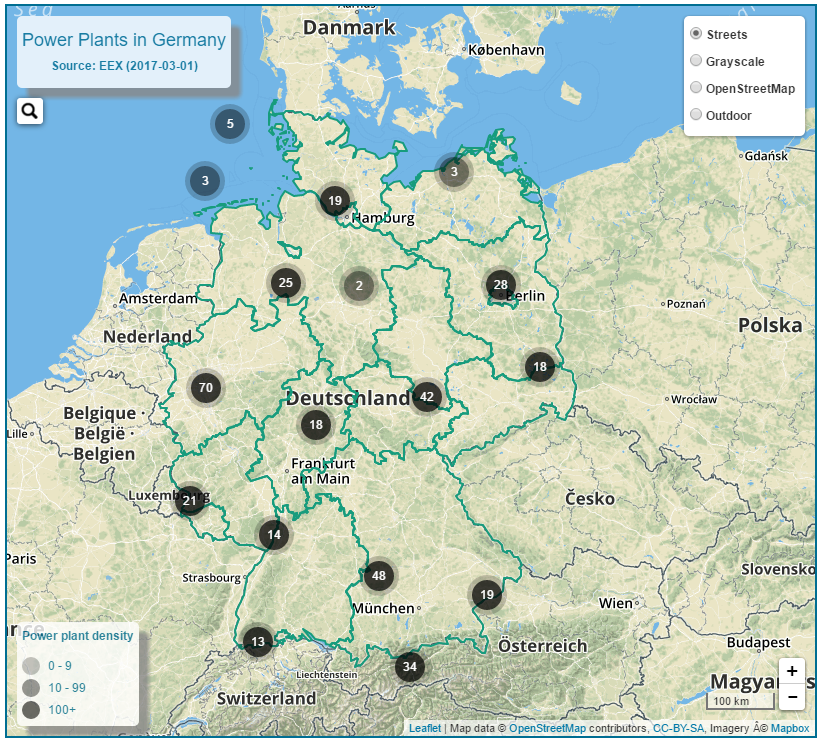 Sea
Danmark
Power Plants in Germany
Source: EEX (2017-03-01)
København
Streets
Grayscale
OpenStreetMap
Outdoor
5
3
3
Gdańsk
19
Hamburg
25
2
28
Berlin
Amsterdam
Poznań
Nederland
Polska
18
70
Deutschland
42
Wrocław
Belgique ·
België ·
Belgien
Lille
18
Frankfurt
am Main
Luxembourg
21
Česko
14
Paris
Slovensko
Strasbourg
48
19
München
Wien
Power plant density
0 - 9
10 - 99
100+
13
Österreich
Budapest
34
Liechtenstein
Switzerland
Magyarors
+
−
100 km
Leaflet | Map data © OpenStreetMap contributors, CC-BY-SA, Imagery Â© Mapbox